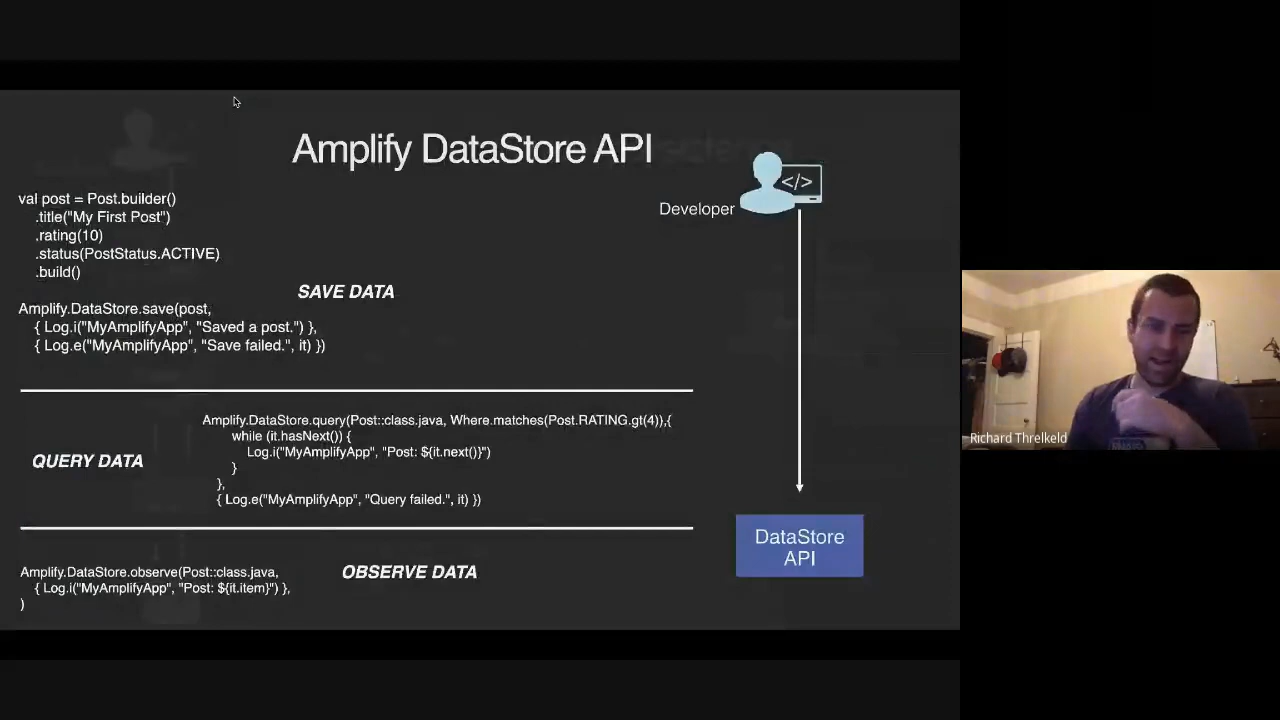 Amplify DataStore API
val post = Post.builder()
.title("My First Post")
.rating(10)
.status(PostStatus.ACTIVE)
.build()
Amplify.DataStore.save(post,
{ Log.i("MyAmplifyApp", "Saved a post.") },
{ Log.e("MyAmplifyApp", "Save failed.", it) })
SAVE DATA
QUERY DATA
Amplify.DataStore.query(Post::class.java, Where.matches(Post.RATING.gt(4)),{
while (it.hasNext()) {
Log.i("MyAmplifyApp", "Post: ${it.next()}")
}
},
{ Log.e("MyAmplifyApp", "Query failed.", it) })
Amplify.DataStore.observe(Post::class.java,
{ Log.i("MyAmplifyApp", "Post: ${it.item}") },
)
OBSERVE DATA
Developer
</>
DataStore
API
Richard Threlkeld